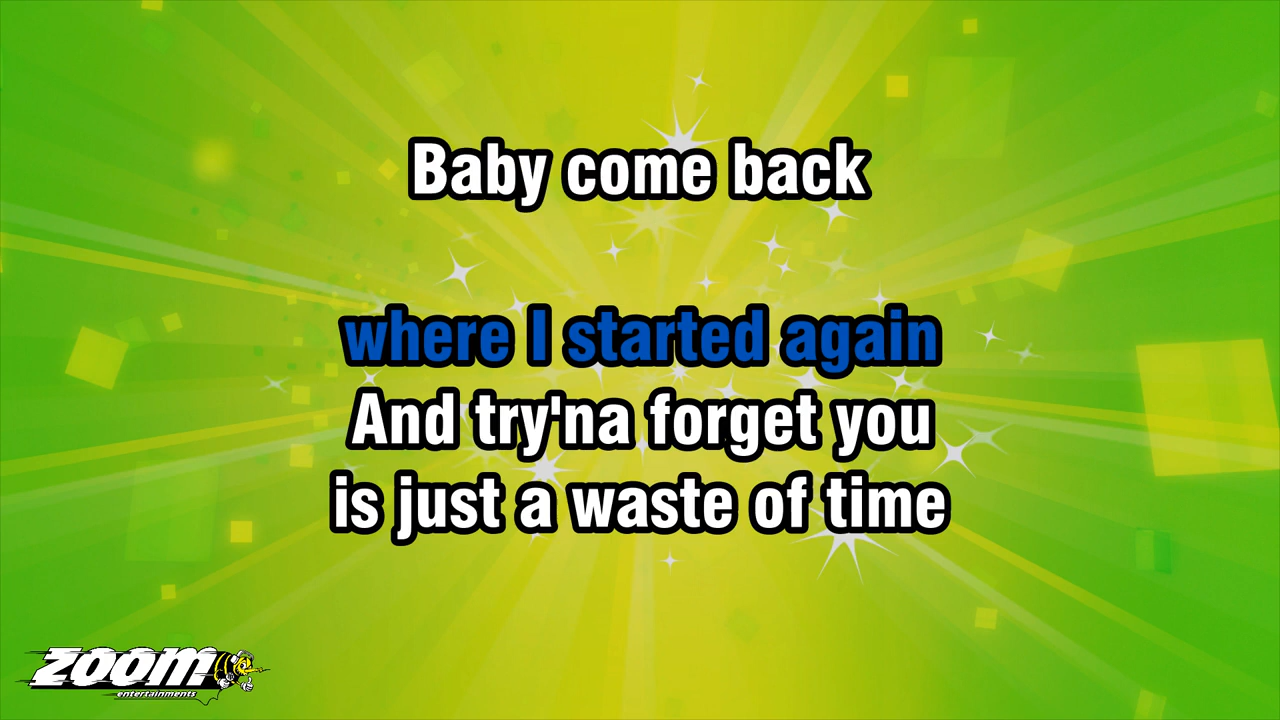 Baby come back
where I started again
And try'na forget you
is just a waste of time
zoom
entertainments